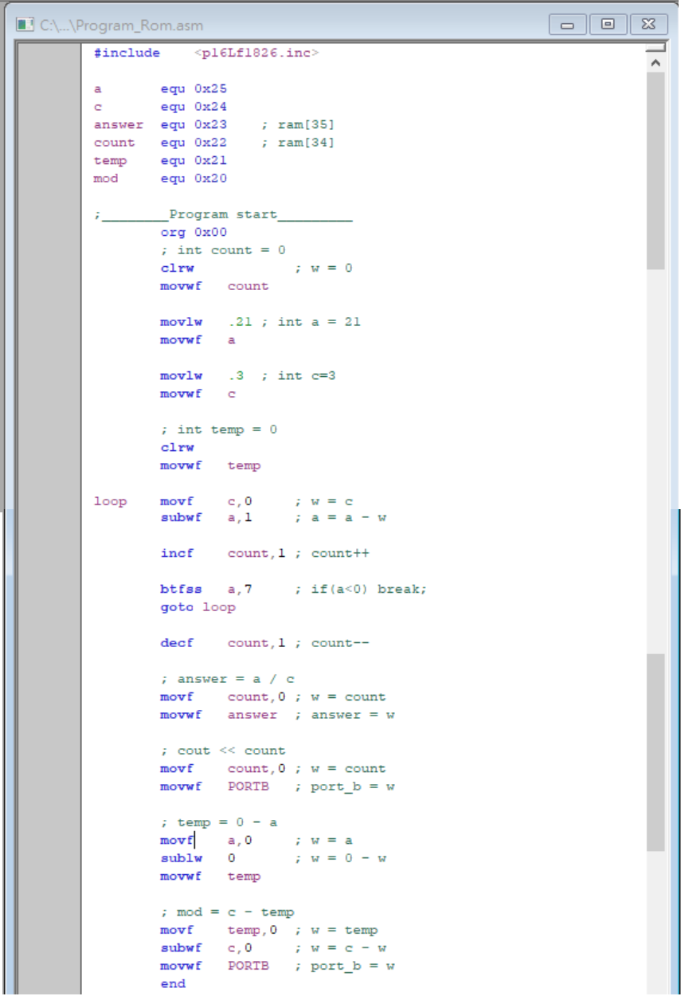 C:\...\Program_Rom.asm
#include    <p16Lf1826.inc>
a       equ 0x25
c       equ 0x24
answer  equ 0x23    ; ram[35]
count   equ 0x22    ; ram[34]
temp    equ 0x21
mod     equ 0x20
;________Program start_________
        org 0x00
        ; int count = 0
        clrw            ; w = 0
        movwf   count
        movlw   .21 ; int a = 21
        movwf   a
        movlw   .3  ; int c=3
        movwf   c
        ; int temp = 0
        clrw
        movwf   temp
loop    movf    c,0     ; w = c
        subwf   a,1     ; a = a - w
        incf    count,1 ; count++
        btfss   a,7     ; if(a<0) break;
        goto loop
        decf    count,1 ; count--
        ; answer = a / c
        movf    count,0 ; w = count
        movwf   answer  ; answer = w
        ; cout << count
        movf    count,0 ; w = count
        movwf   PORTB   ; port_b = w
        ; temp = 0 - a
        movf    a,0     ; w = a
        sublw   0       ; w = 0 - w
        movwf   temp
        ; mod = c - temp
        movf    temp,0  ; w = temp
        subwf   c,0     ; w = c - w
        movwf   PORTB   ; port_b = w
        end